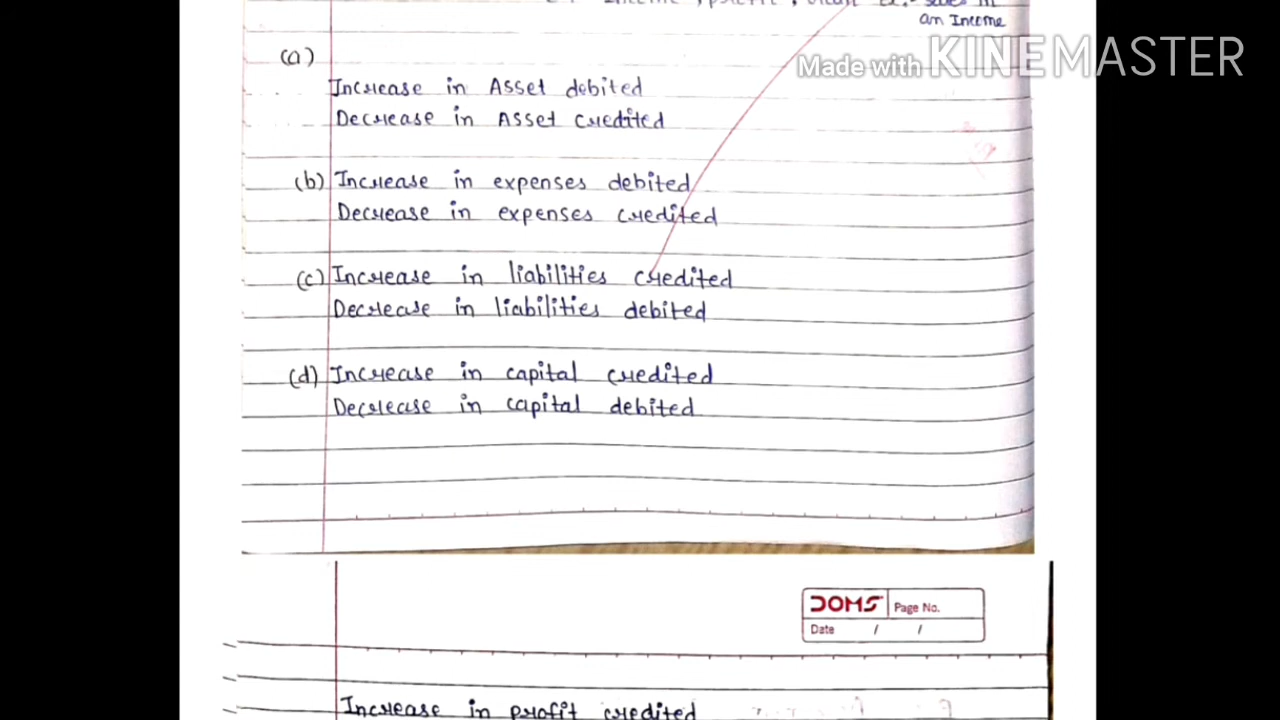 an Income
Made with KINEMASTER
(a)
Increase in Asset debited
Decrease in Asset credited
(b) Increase in expenses debited
Decrease in expenses credited
(c) Increase in liabilities credited
Decrease in liabilities debited
(d) Increase in capital credited
Decrease in capital debited
DOMS Page No.
Date / /
Increase in profit credited